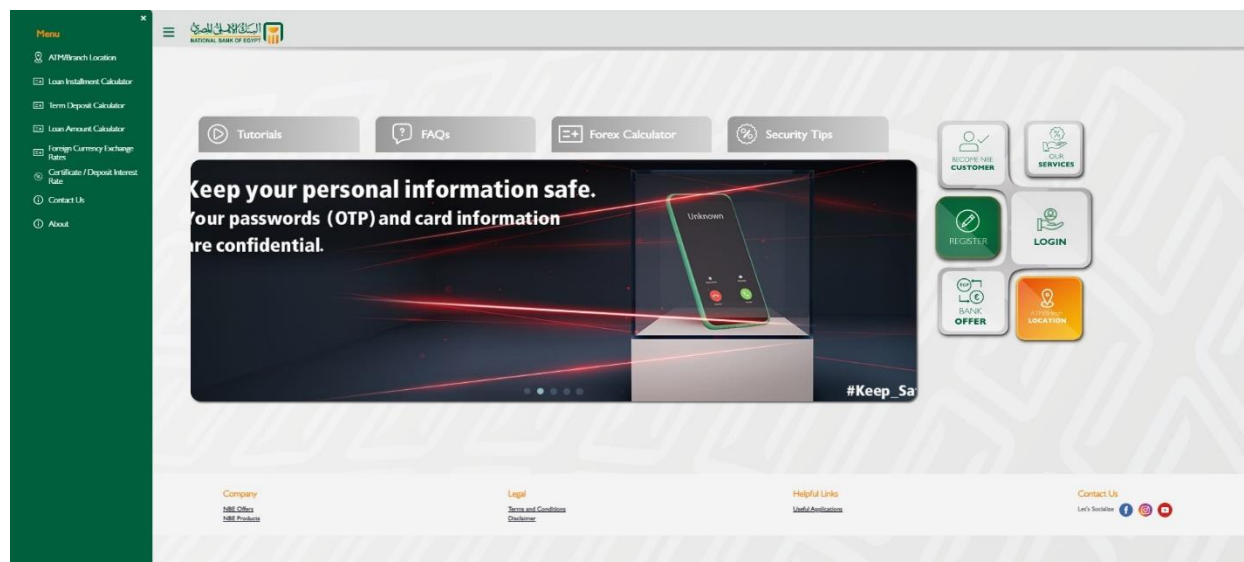 ×
Menu
ATM/Branch Location
Loan Installment Calculator
Term Deposit Calculator
Loan Amount Calculator
Foreign Currency Exchange
Rates
Certificate / Deposit Interest
Rate
Contact Us
About
البنك الأهلي المصري
NATIONAL BANK OF EGYPT
Tutorials
FAQs
Forex Calculator
Security Tips
Keep your personal information safe.
Your passwords (OTP) and card information
are confidential.
Unknown
#Keep_Sa
BECOME NBE
CUSTOMER
OUR
SERVICES
REGISTER
LOGIN
EGP
€
BANK
OFFER
LOCATION
Company
NBE Offers
NBE Products
Legal
Terms and Conditions
Disclaimer
Helpful Links
Useful Applications
Contact Us
Let's Socialize